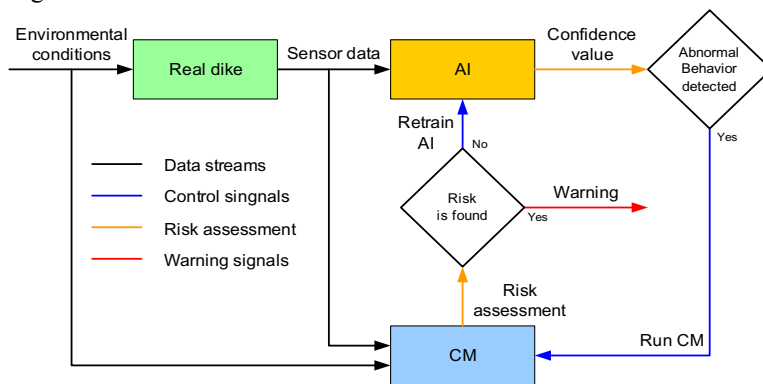 Environmental
conditions
Real dike
Sensor data
AI
Confidence
value
Abnormal
Behavior
detected
Yes
Retrain
AI
No
Risk
is found
Warning
Yes
Data streams
Control singnals
Risk assessment
Warning signals
Risk
assessment
CM
Run CM